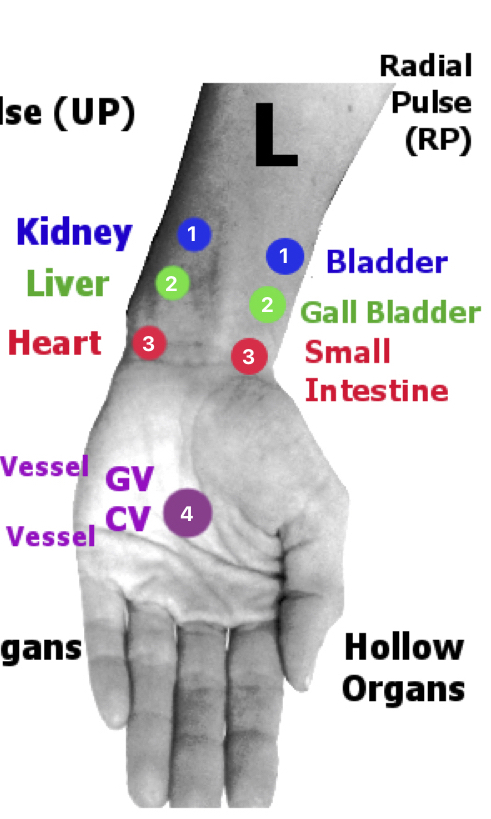 Radial
Pulse
(RP)
lse (UP)
L
Kidney
1
1
Bladder
Liver
2
2
Gall Bladder
Heart
3
3
Small
Intestine
Vessel
GV
CV
4
Vessel
gans
Hollow
Organs